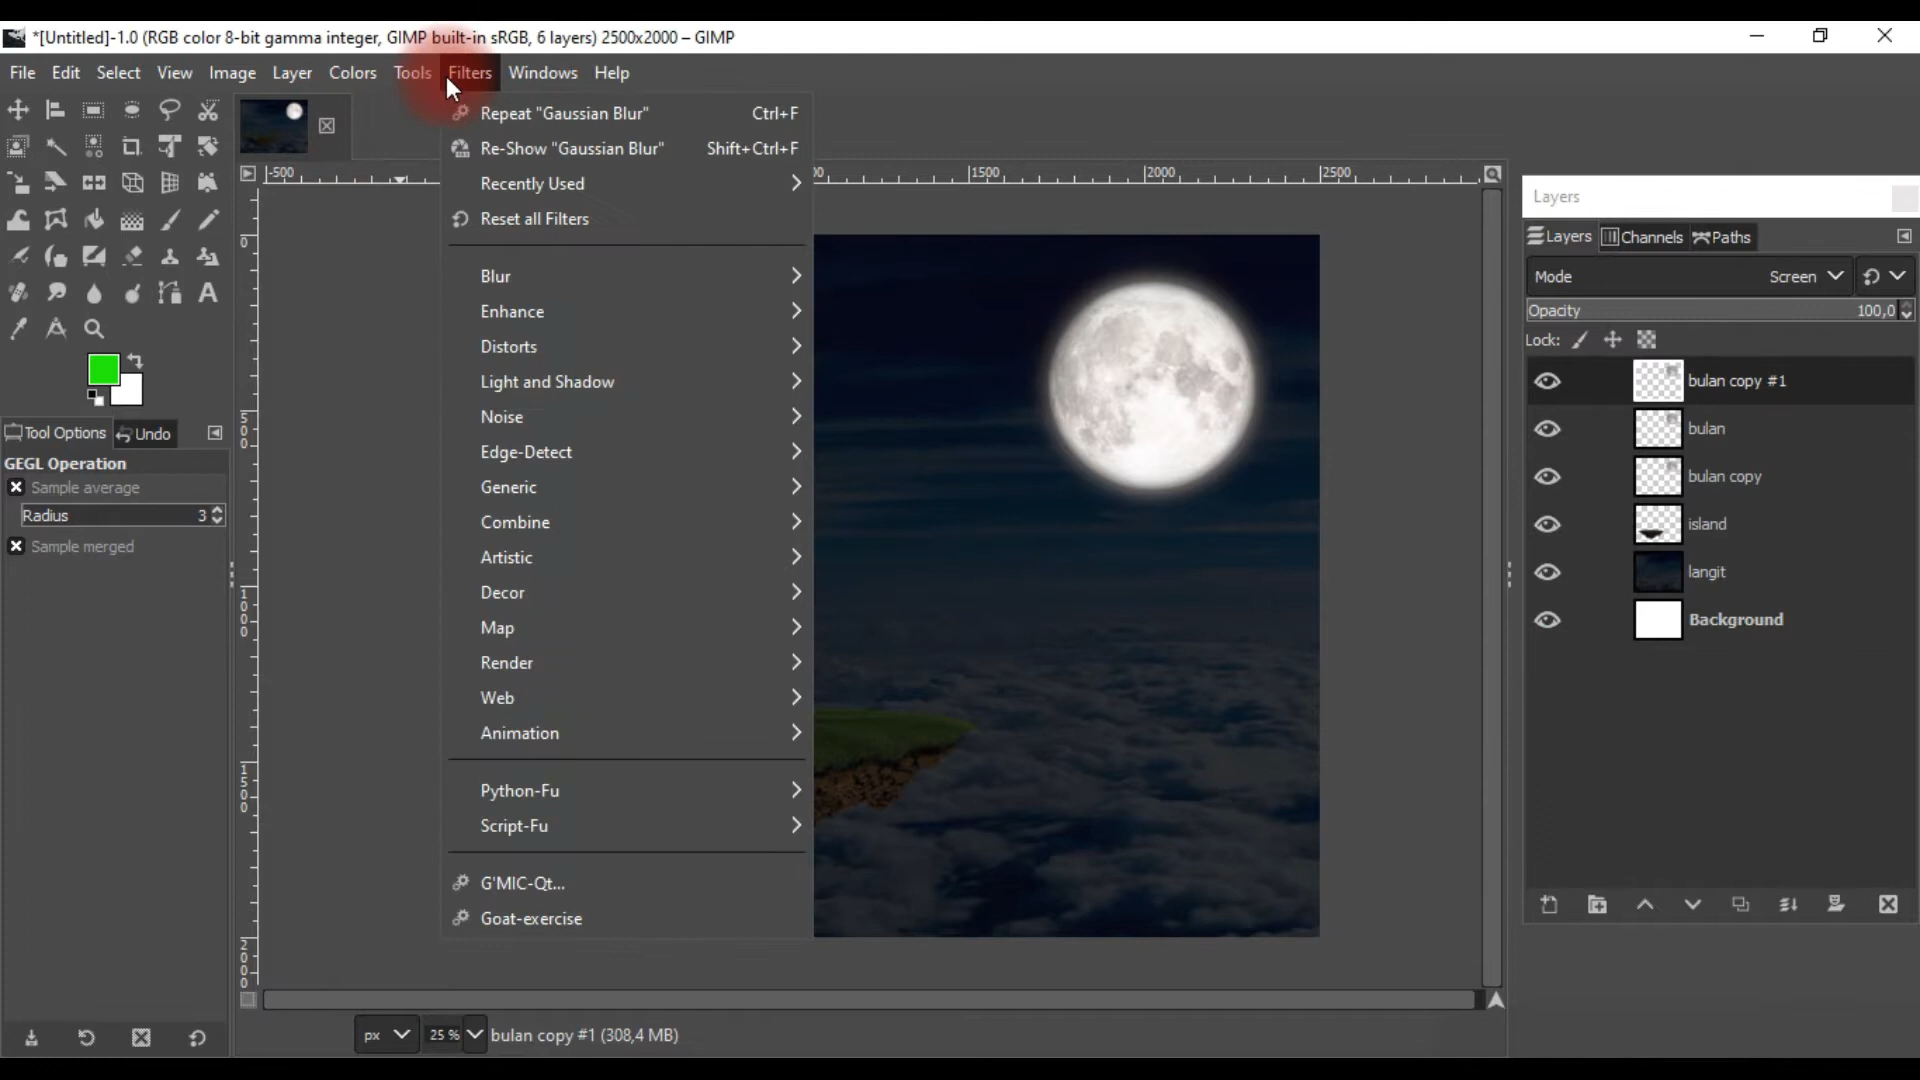 *[Untitled]-1.0 (RGB color 8-bit gamma integer, GIMP built-in sRGB, 6 layers) 2500x2000 – GIMP
File Edit Select View Image Layer Colors Tools Filters Windows Help
Repeat "Gaussian Blur" Ctrl+F
Re-Show "Gaussian Blur" Shift+Ctrl+F
Recently Used
Reset all Filters
Blur
Enhance
Distorts
Light and Shadow
Noise
Edge-Detect
Generic
Combine
Artistic
Decor
Map
Render
Web
Animation
Python-Fu
Script-Fu
G'MIC-Qt...
Goat-exercise
-500 1500 2000 2500
0
500
1000
1500
2000
Tool Options Undo
GEGL Operation
Sample average
Radius 3
Sample merged
Layers
Layers Channels Paths
Mode Screen
Opacity 100,0
Lock:
bulan copy #1
bulan
bulan copy
island
langit
Background
px 25 % bulan copy #1 (308,4 MB)